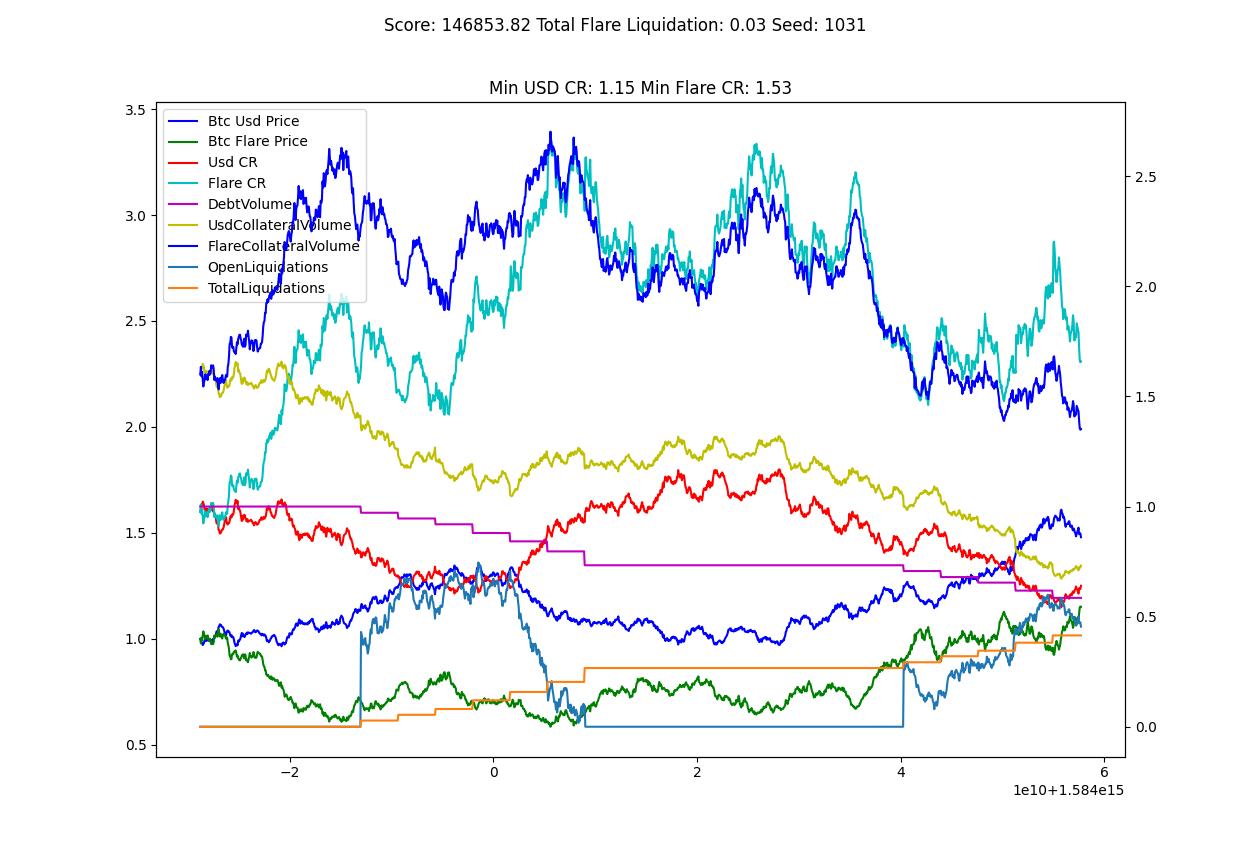 Score: 146853.82 Total Flare Liquidation: 0.03 Seed: 1031
Min USD CR: 1.15 Min Flare CR: 1.53
3.5
3.0
2.5
2.0
1.5
1.0
0.5
Btc Usd Price
Btc Flare Price
Usd CR
Flare CR
DebtVolume
UsdCollateralVolume
FlareCollateralVolume
OpenLiquidations
TotalLiquidations
2.5
2.0
1.5
1.0
0.5
0.0
−2
0
2
4
6
1e10+1.584e15